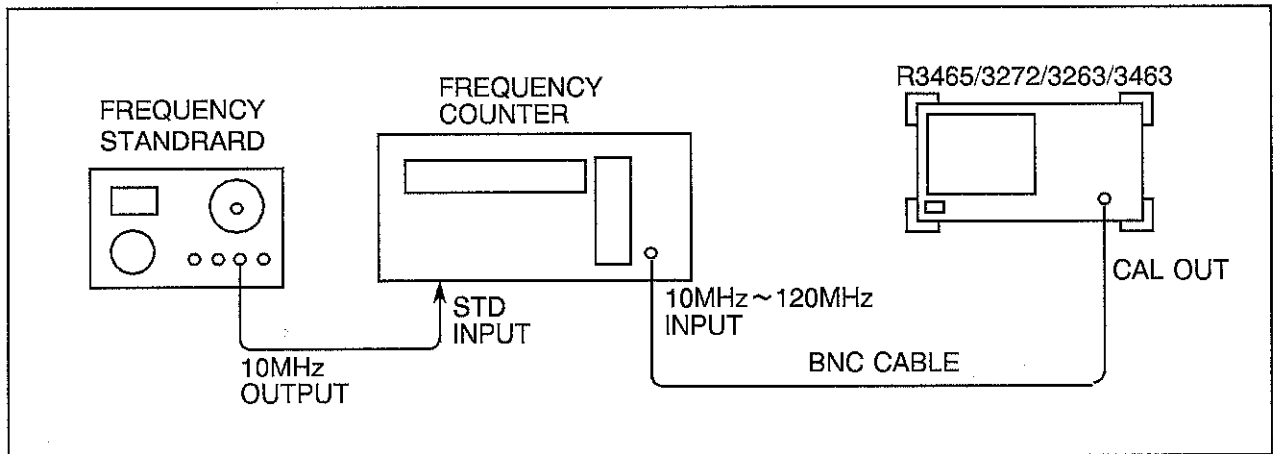 FREQUENCY
STANDRARD
FREQUENCY
COUNTER
R3465/3272/3263/3463
STD
INPUT
10MHz～120MHz
INPUT
CAL OUT
10MHz
OUTPUT
BNC CABLE